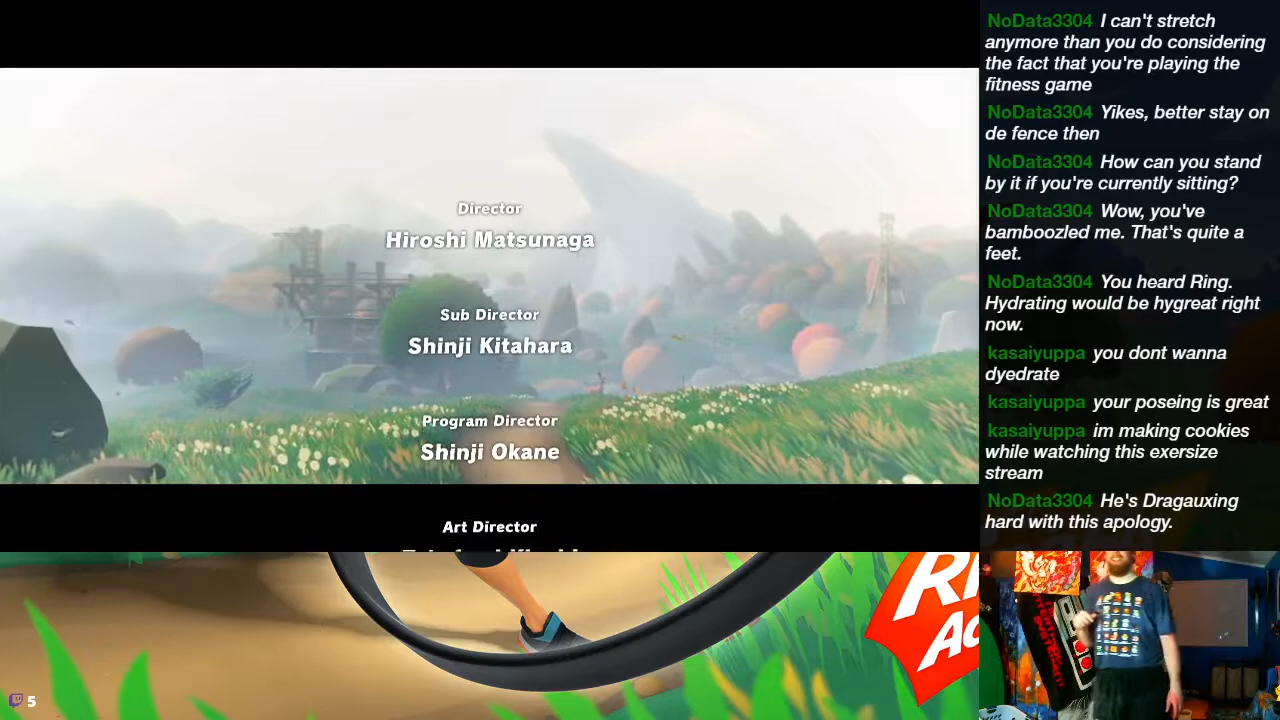 Director
Hiroshi Matsunaga
Sub Director
Shinji Kitahara
Program Director
Shinji Okane
Art Director
5
NoData3304 I can't stretch
anymore than you do considering
the fact that you're playing the
fitness game
NoData3304 Yikes, better stay on
de fence then
NoData3304 How can you stand
by it if you're currently sitting?
NoData3304 Wow, you've
bamboozled me. That's quite a
feet.
NoData3304 You heard Ring.
Hydrating would be hygreat right
now.
kasaiyuppa you dont wanna
dyedrate
kasaiyuppa your poseing is great
kasaiyuppa im making cookies
while watching this exersize
stream
NoData3304 He's Dragauxing
hard with this apology.